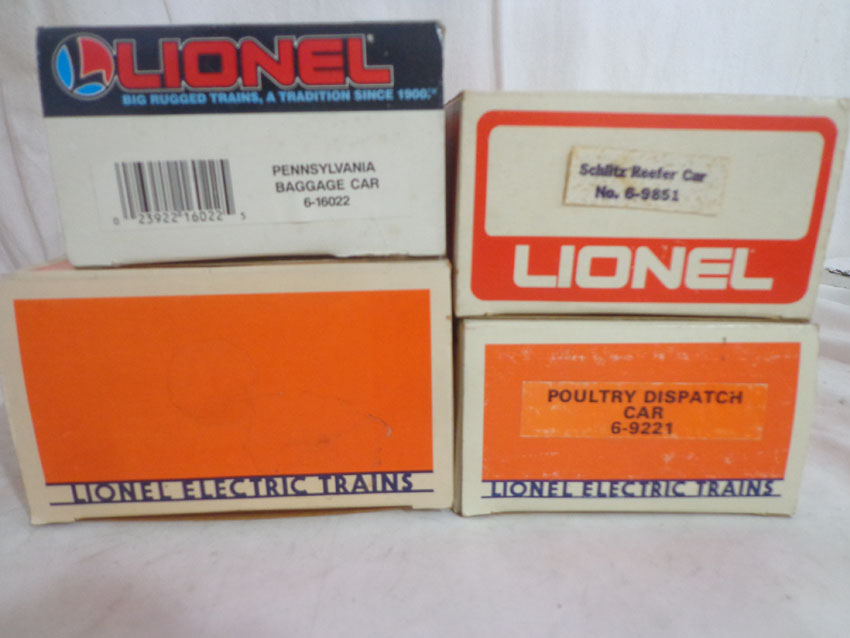 LIONEL
BIG RUGGED TRAINS, A TRADITION SINCE 1900.™
PENNSYLVANIA
BAGGAGE CAR
6-16022
0 23922 16022 5
Schlitz Reefer Car
No. 6-9851
LIONEL
LIONEL ELECTRIC TRAINS
POULTRY DISPATCH
CAR
6-9221
LIONEL ELECTRIC TRAINS